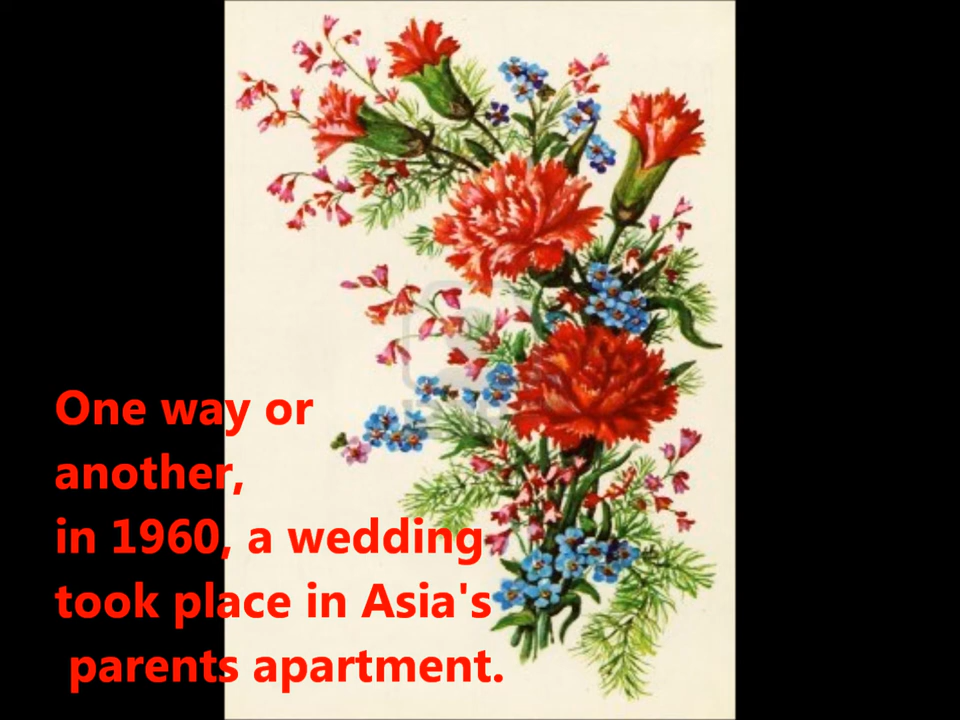 One way or
another,
in 1960, a wedding
took place in Asia's
parents apartment.